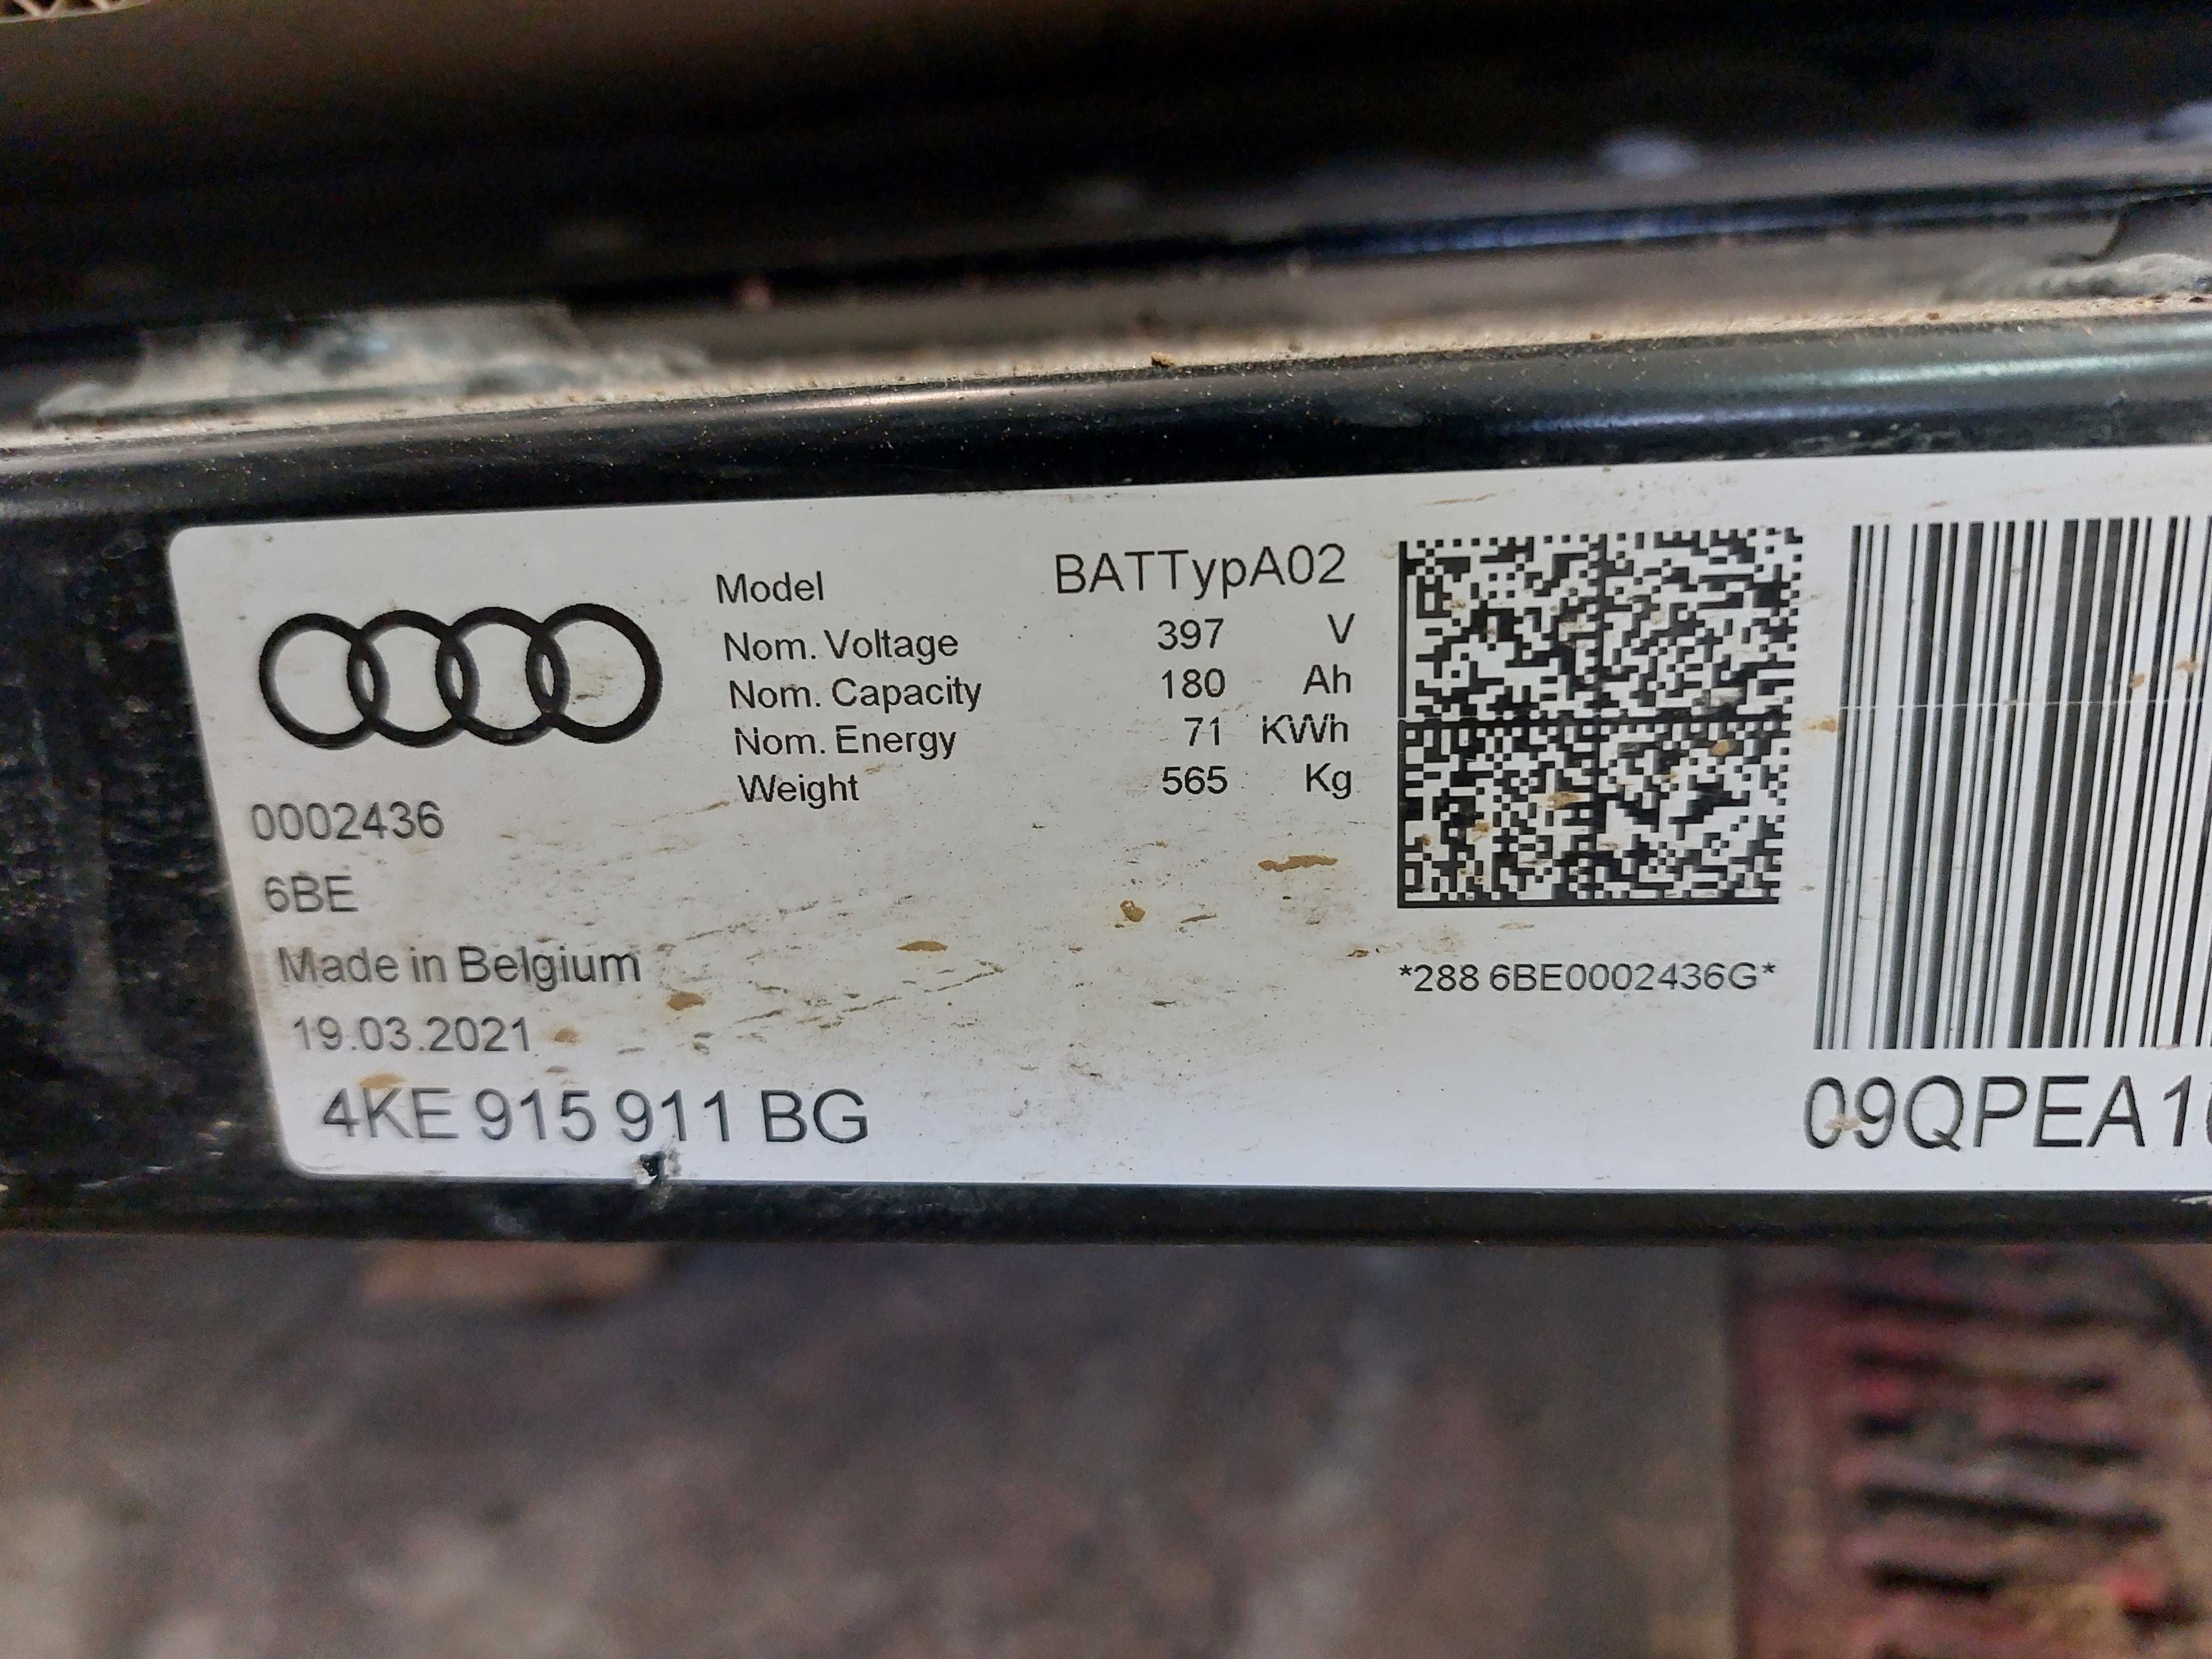 Model BATTypA02
Nom. Voltage 397 V
Nom. Capacity 180 Ah
Nom. Energy 71 KWh
Weight 565 Kg
0002436
6BE
Made in Belgium
19.03.2021
4KE 915 911 BG
*288 6BE0002436G*
09QPEA1